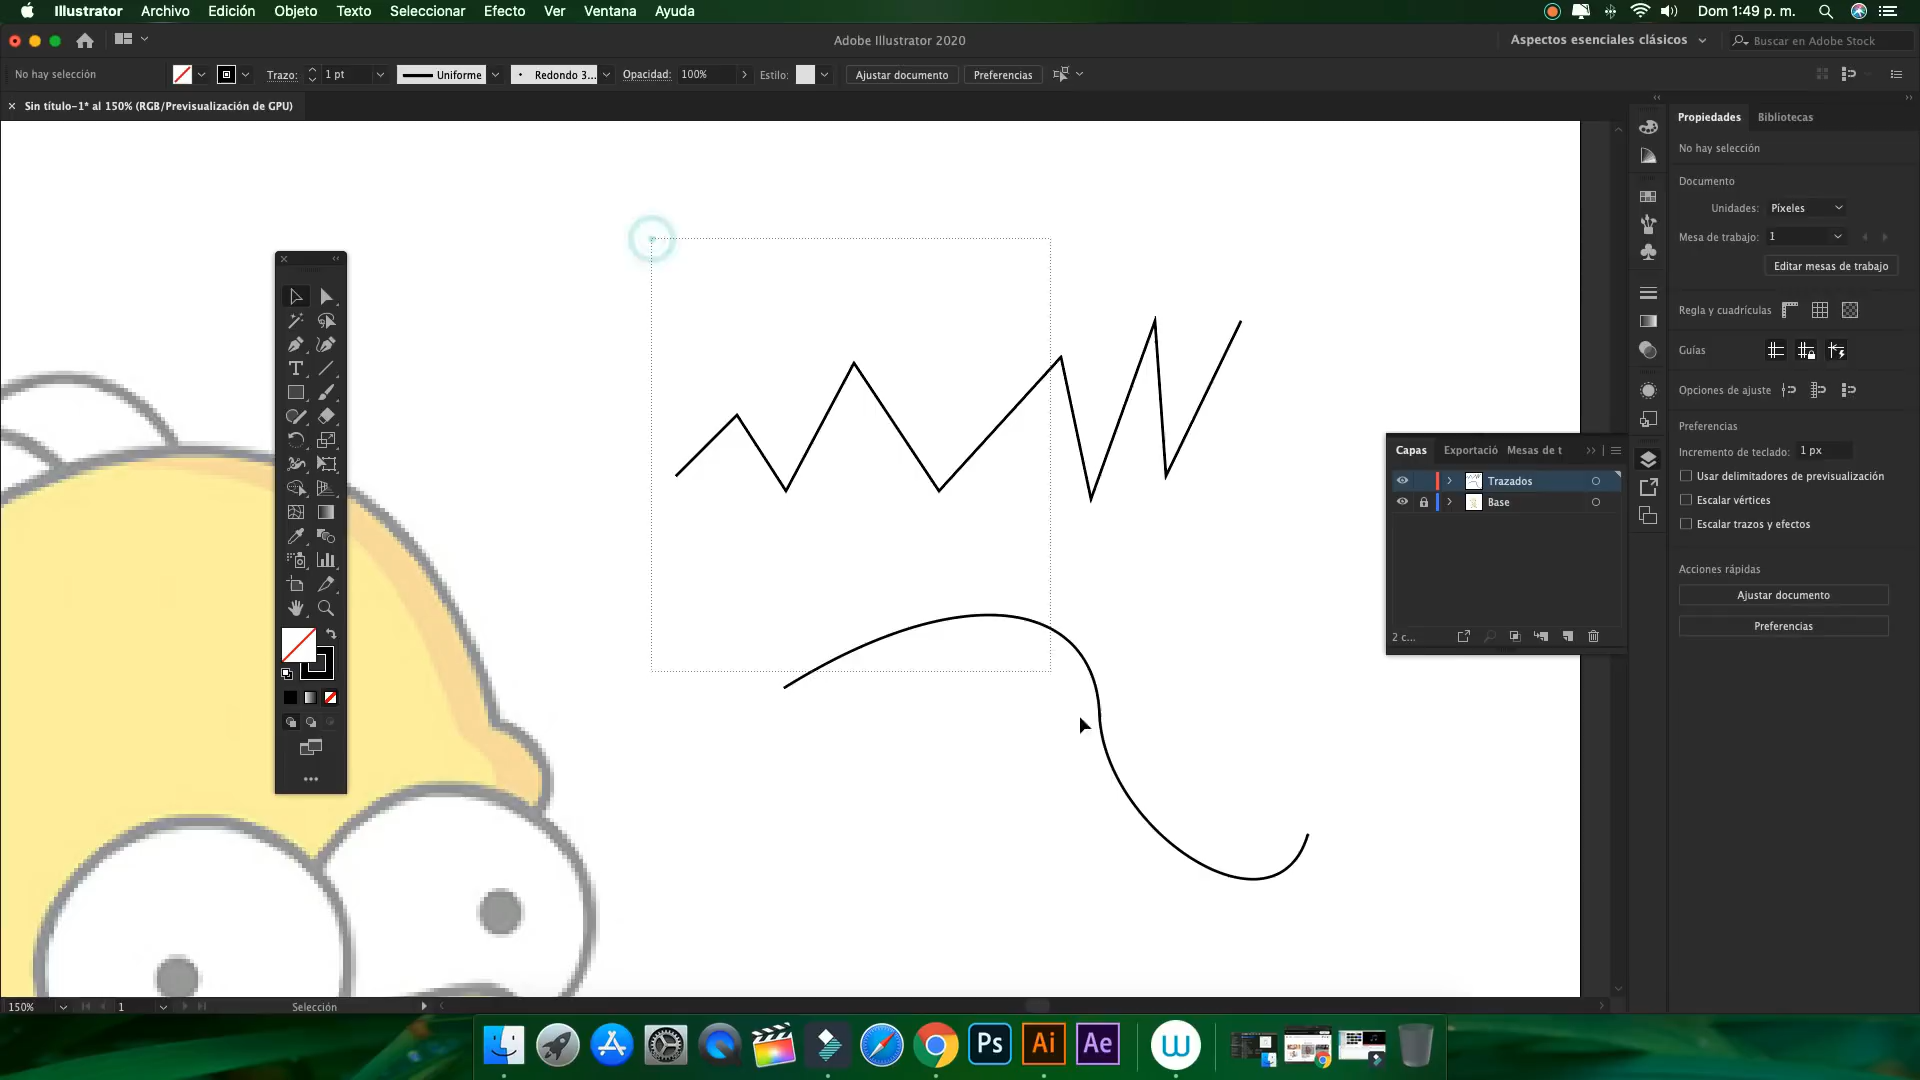 Illustrator Archivo Edición Objeto Texto Seleccionar Efecto Ver Ventana Ayuda Dom 1:49 p. m.
Adobe Illustrator 2020 Aspectos esenciales clásicos Buscar en Adobe Stock
No hay selección Trazo: 1 pt Uniforme Redondo 3... Opacidad: 100% Estilo: Ajustar documento Preferencias
× Sin título-1* al 150% (RGB/Previsualización de GPU)
Propiedades Bibliotecas
No hay selección
Documento
Unidades: Píxeles
Mesa de trabajo: 1
Editar mesas de trabajo
Regla y cuadrículas
Guías
Opciones de ajuste
Preferencias
Incremento de teclado: 1 px
Usar delimitadores de previsualización
Escalar vértices
Escalar trazos y efectos
Acciones rápidas
Ajustar documento
Preferencias
Capas Exportació Mesas de t
Trazados
Base
2 c...
150% 1 Selección
Ps Ai Ae